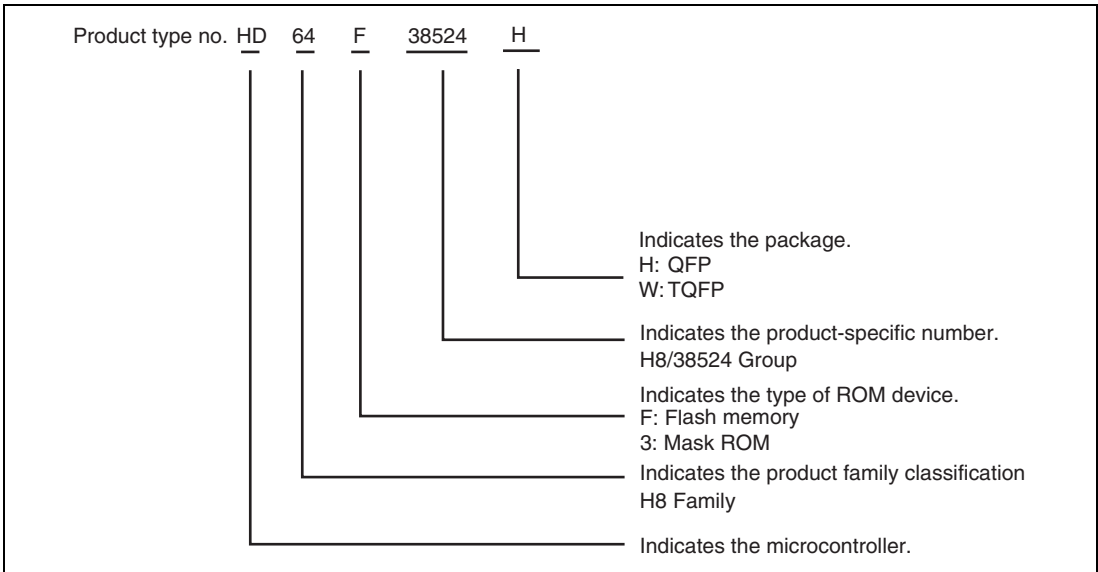 Product type no. HD 64 F 38524 H
Indicates the package.
H: QFP
W: TQFP
Indicates the product-specific number.
H8/38524 Group
Indicates the type of ROM device.
F: Flash memory
3: Mask ROM
Indicates the product family classification
H8 Family
Indicates the microcontroller.